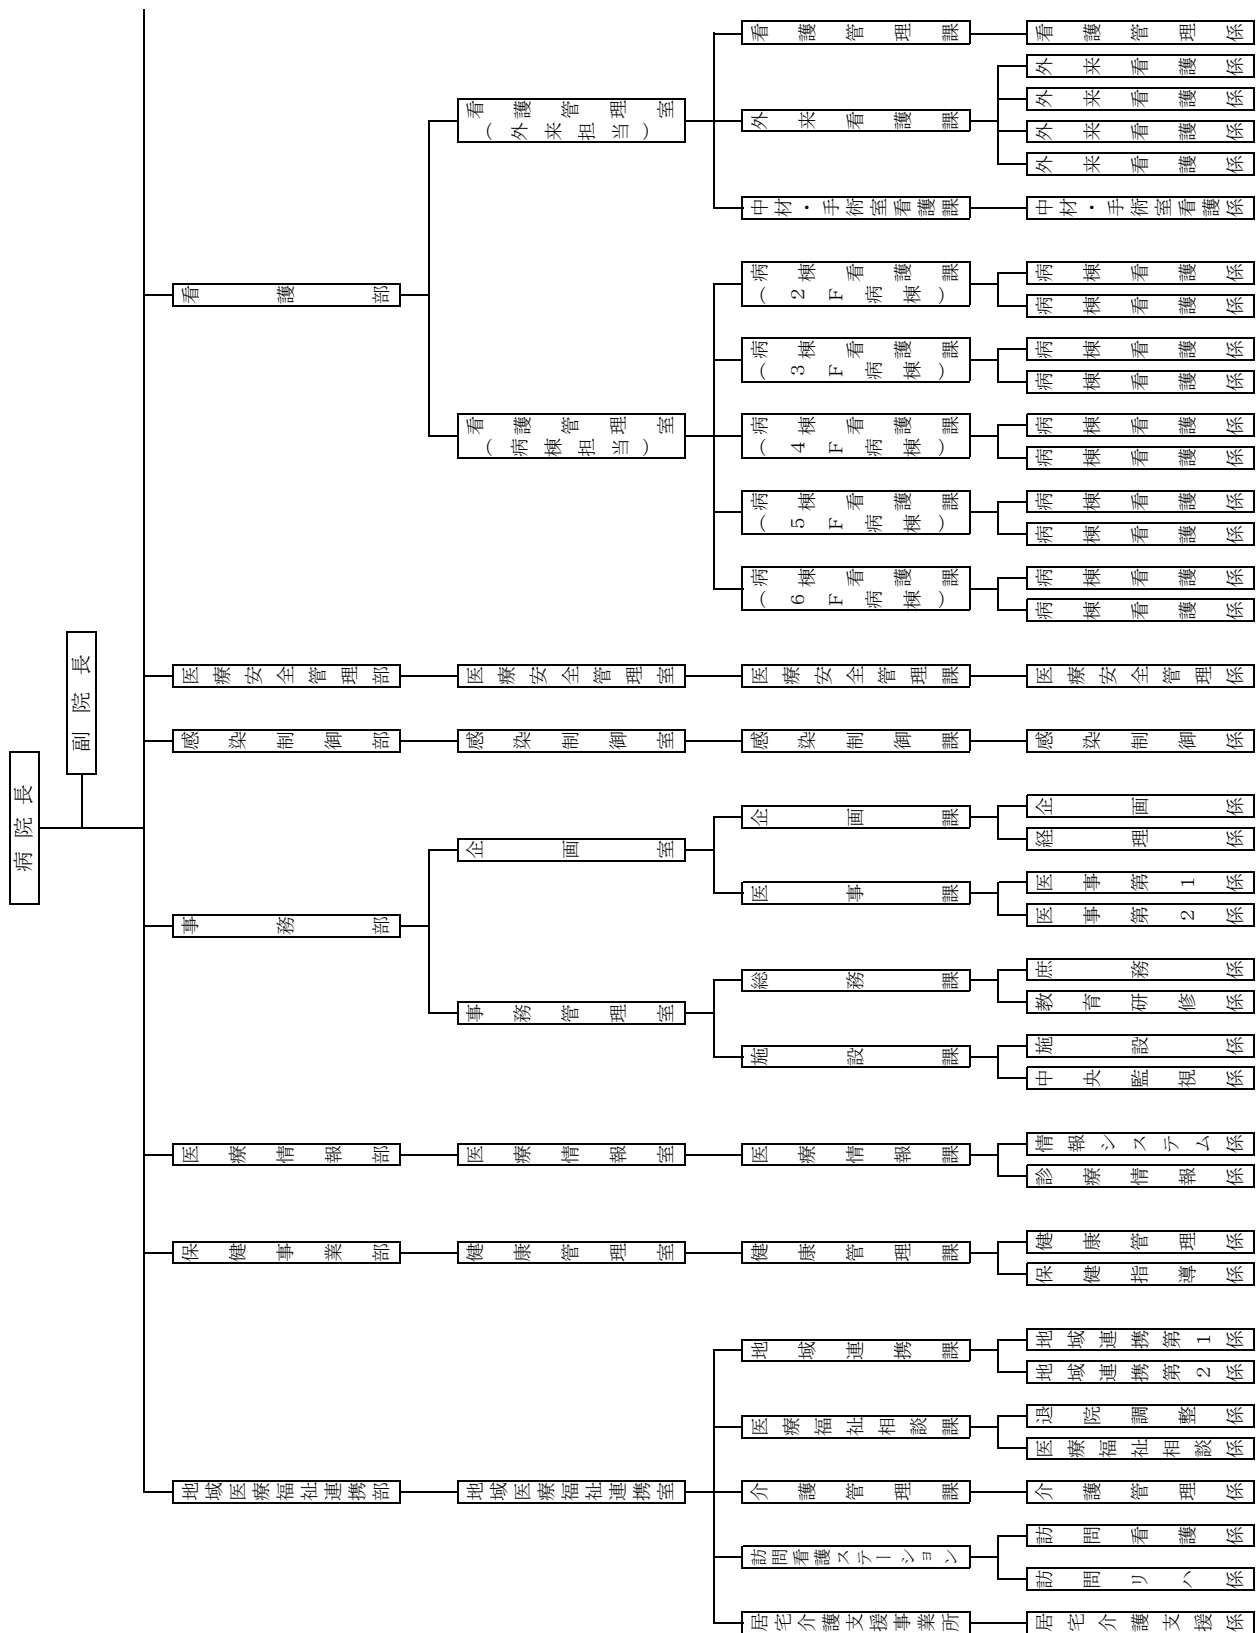 病院長
副院長
看護部
看護管理室
（外来担当）
看護管理課
看護管理係
外来看護課
外来看護係
外来看護係
外来看護係
外来看護係
中材・手術室看護課
中材・手術室看護係
看護管理室
（病棟担当）
病棟看護課
（2F病棟）
病棟看護係
病棟看護係
病棟看護課
（3F病棟）
病棟看護係
病棟看護係
病棟看護課
（4F病棟）
病棟看護係
病棟看護係
病棟看護課
（5F病棟）
病棟看護係
病棟看護係
病棟看護課
（6F病棟）
病棟看護係
病棟看護係
医療安全管理部
医療安全管理室
医療安全管理課
医療安全管理係
感染制御部
感染制御室
感染制御課
感染制御係
事務部
企画室
企画課
企画係
経理係
医事課
医事第1係
医事第2係
事務管理室
総務課
庶務係
教育研修係
施設課
施設係
中央監視係
医療情報部
医療情報室
医療情報課
情報システム係
診療情報係
保健事業部
健康管理室
健康管理課
健康管理係
保健指導係
地域医療福祉連携部
地域医療福祉連携室
地域連携課
地域連携第1係
地域連携第2係
医療福祉相談課
退院調整係
医療福祉相談係
介護管理課
介護管理係
訪問看護ステーション
訪問看護係
訪問リハ係
居宅介護支援事業所
居宅介護支援係